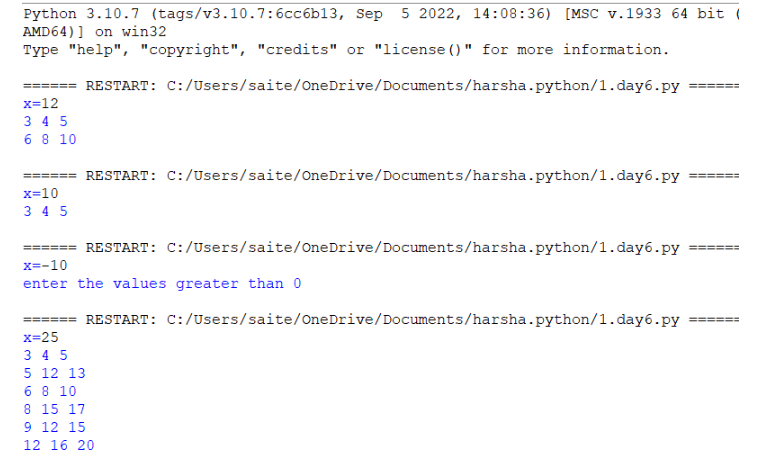 Python 3.10.7 (tags/v3.10.7:6cc6b13, Sep  5 2022, 14:08:36) [MSC v.1933 64 bit (
AMD64)] on win32
Type "help", "copyright", "credits" or "license()" for more information.
====== RESTART: C:/Users/saite/OneDrive/Documents/harsha.python/1.day6.py ======
x=12
3 4 5
6 8 10
====== RESTART: C:/Users/saite/OneDrive/Documents/harsha.python/1.day6.py ======
x=10
3 4 5
====== RESTART: C:/Users/saite/OneDrive/Documents/harsha.python/1.day6.py ======
x=-10
enter the values greater than 0
====== RESTART: C:/Users/saite/OneDrive/Documents/harsha.python/1.day6.py ======
x=25
3 4 5
5 12 13
6 8 10
8 15 17
9 12 15
12 16 20